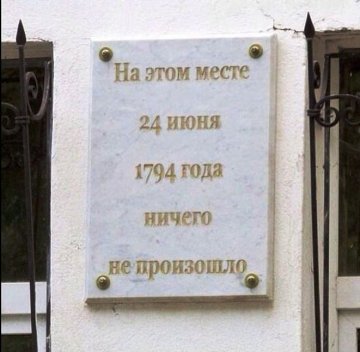 На этом месте
24 июня
1794 года
ничего
не произошло